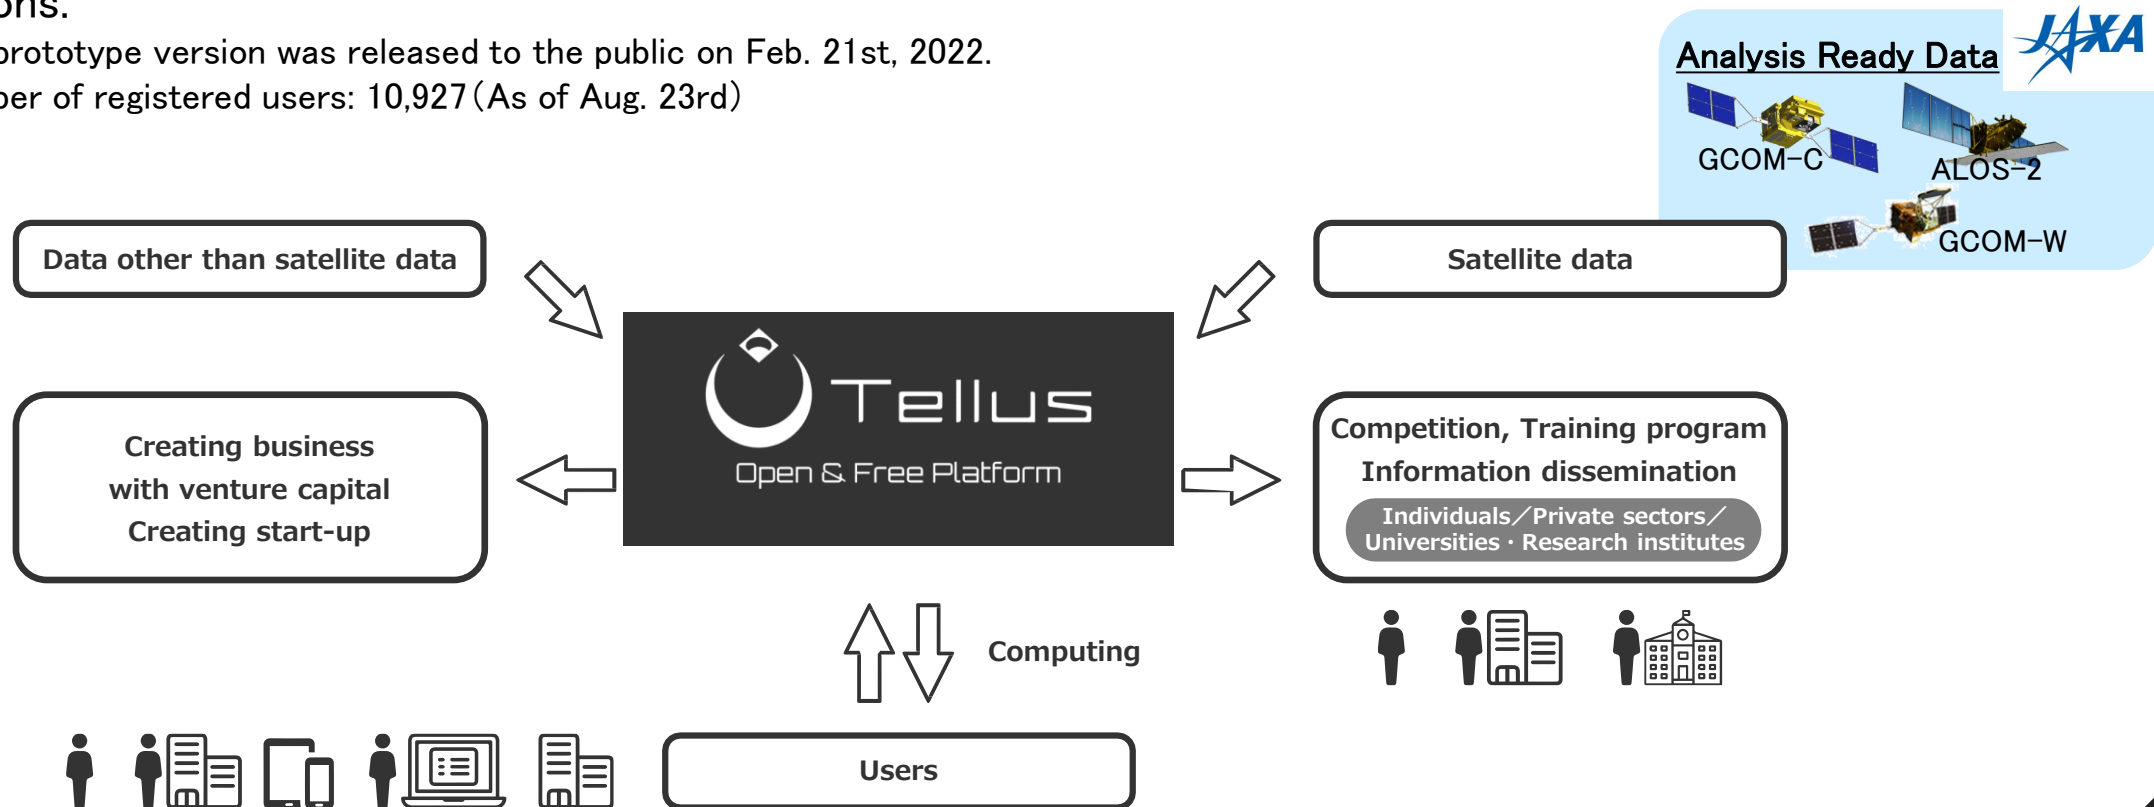 prototype version was released to the public on Feb. 21st, 2022.
of registered users: 10,927(As of Aug. 23rd)
Analysis Ready Data
JAXA
GCOM-C
ALOS-2
GCOM-W
Data other than satellite data
Satellite data
Tellus
Open & Free Platform
Creating business
with venture capital
Creating start-up
Competition, Training program
Information dissemination
Individuals／Private sectors／
Universities・Research institutes
Computing
Users